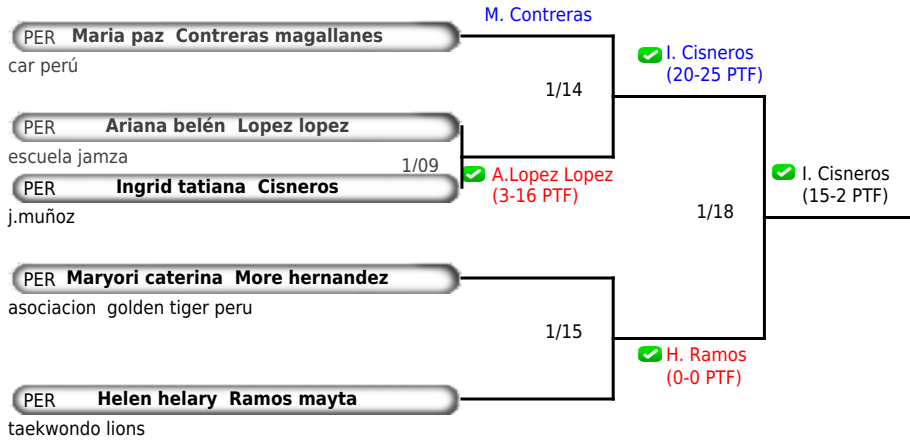 M. Contreras
PER Maria paz Contreras magallanes
car perú
I. Cisneros
(20-25 PTF)
1/14
PER Ariana belén Lopez lopez
escuela jamza
1/09
A.Lopez Lopez
(3-16 PTF)
I. Cisneros
(15-2 PTF)
PER Ingrid tatiana Cisneros
j.muñoz
1/18
PER Maryori caterina More hernandez
asociacion golden tiger peru
1/15
H. Ramos
(0-0 PTF)
PER Helen helary Ramos mayta
taekwondo lions